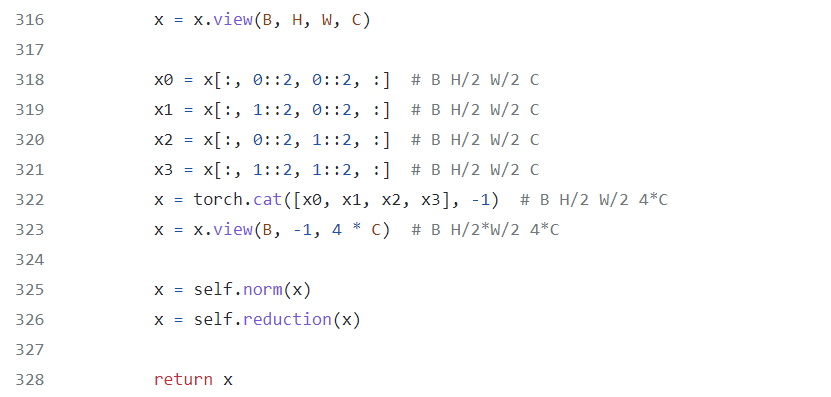 316 x = x.view(B, H, W, C)
317
318 x0 = x[:, 0::2, 0::2, :]  # B H/2 W/2 C
319 x1 = x[:, 1::2, 0::2, :]  # B H/2 W/2 C
320 x2 = x[:, 0::2, 1::2, :]  # B H/2 W/2 C
321 x3 = x[:, 1::2, 1::2, :]  # B H/2 W/2 C
322 x = torch.cat([x0, x1, x2, x3], -1)  # B H/2 W/2 4*C
323 x = x.view(B, -1, 4 * C)  # B H/2*W/2 4*C
324
325 x = self.norm(x)
326 x = self.reduction(x)
327
328 return x